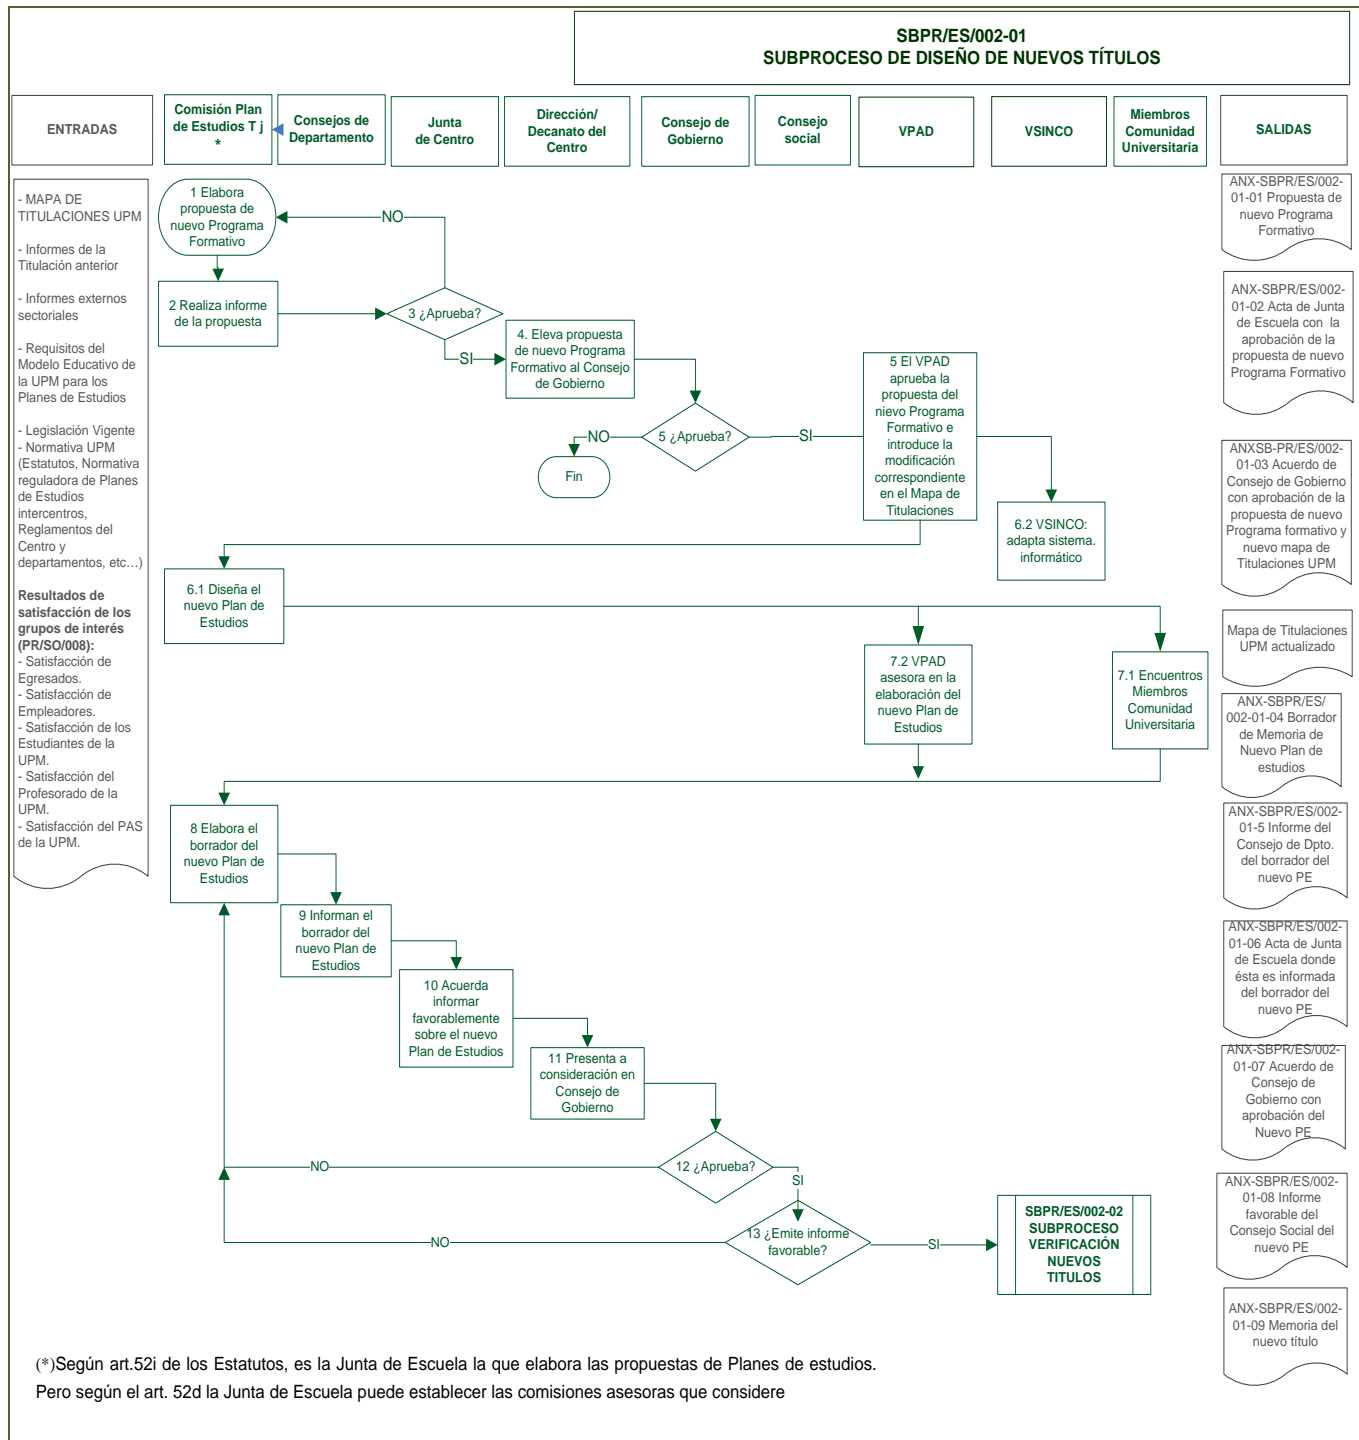 SBPR/ES/002-01
SUBPROCESO DE DISEÑO DE NUEVOS TÍTULOS
ENTRADAS
Comisión Plan
de Estudios T j
*
Consejos de
Departamento
Junta
de Centro
Dirección/
Decanato del
Centro
Consejo de
Gobierno
Consejo
social
VPAD
VSINCO
Miembros
Comunidad
Universitaria
SALIDAS
- MAPA DE
TITULACIONES UPM
- Informes de la
Titulación anterior
- Informes externos
sectoriales
- Requisitos del
Modelo Educativo de
la UPM para los
Planes de Estudios
- Legislación Vigente
- Normativa UPM
(Estatutos, Normativa
reguladora de Planes
de Estudios
intercentros,
Reglamentos del
Centro y
departamentos, etc…)
Resultados de
satisfacción de los
grupos de interés
(PR/SO/008):
- Satisfacción de
Egresados.
- Satisfacción de
Empleadores.
- Satisfacción de los
Estudiantes de la
UPM.
- Satisfacción del
Profesorado de la
UPM.
- Satisfacción del PAS
de la UPM.
1 Elabora
propuesta de
nuevo Programa
Formativo
NO
2 Realiza informe
de la propuesta
3 ¿Aprueba?
SI
4. Eleva propuesta
de nuevo Programa
Formativo al Consejo
de Gobierno
5 ¿Aprueba?
NO
Fin
SI
5 El VPAD
aprueba la
propuesta del
nievo Programa
Formativo e
introduce la
modificación
correspondiente
en el Mapa de
Titulaciones
6.2 VSINCO:
adapta sistema.
informático
6.1 Diseña el
nuevo Plan de
Estudios
7.2 VPAD
asesora en la
elaboración del
nuevo Plan de
Estudios
7.1 Encuentros
Miembros
Comunidad
Universitaria
8 Elabora el
borrador del
nuevo Plan de
Estudios
9 Informan el
borrador del
nuevo Plan de
Estudios
10 Acuerda
informar
favorablemente
sobre el nuevo
Plan de Estudios
11 Presenta a
consideración en
Consejo de
Gobierno
12 ¿Aprueba?
NO
SI
13 ¿Emite informe
favorable?
NO
SI
SBPR/ES/002-02
SUBPROCESO
VERIFICACIÓN
NUEVOS
TITULOS
ANX-SBPR/ES/002-
01-01 Propuesta de
nuevo Programa
Formativo
ANX-SBPR/ES/002-
01-02 Acta de Junta
de Escuela con la
aprobación de la
propuesta de nuevo
Programa Formativo
ANXSB-PR/ES/002-
01-03 Acuerdo de
Consejo de Gobierno
con aprobación de la
propuesta de nuevo
Programa formativo y
nuevo mapa de
Titulaciones UPM
Mapa de Titulaciones
UPM actualizado
ANX-SBPR/ES/
002-01-04 Borrador
de Memoria de
Nuevo Plan de
estudios
ANX-SBPR/ES/002-
01-5 Informe del
Consejo de Dpto.
del borrador del
nuevo PE
ANX-SBPR/ES/002-
01-06 Acta de Junta
de Escuela donde
ésta es informada
del borrador del
nuevo PE
ANX-SBPR/ES/002-
01-07 Acuerdo de
Consejo de
Gobierno con
aprobación del
Nuevo PE
ANX-SBPR/ES/002-
01-08 Informe
favorable del
Consejo Social del
nuevo PE
ANX-SBPR/ES/002-
01-09 Memoria del
nuevo título
(*)Según art.52i de los Estatutos, es la Junta de Escuela la que elabora las propuestas de Planes de estudios.
Pero según el art. 52d la Junta de Escuela puede establecer las comisiones asesoras que considere